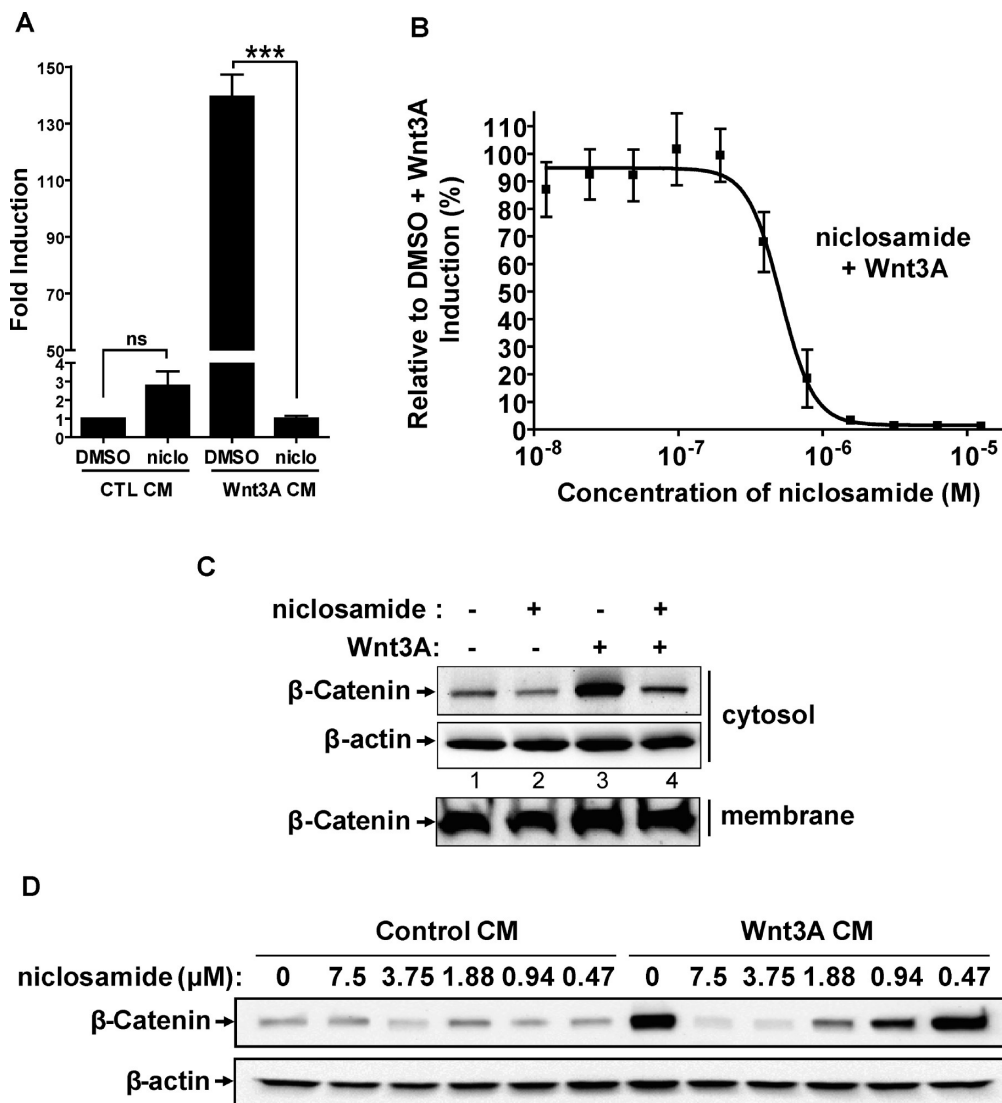 A
Fold Induction
150
130
110
90
70
50
4
3
2
1
0
***
ns
DMSO niclo DMSO niclo
CTL CM Wnt3A CM
B
Relative to DMSO + Wnt3A
Induction (%)
110
100
90
80
70
60
50
40
30
20
10
0
niclosamide
+ Wnt3A
10-8 10-7 10-6 10-5
Concentration of niclosamide (M)
C
niclosamide : - + - +
Wnt3A: - - + +
β-Catenin
β-actin
cytosol
1 2 3 4
β-Catenin
membrane
D
Control CM Wnt3A CM
niclosamide (µM): 0 7.5 3.75 1.88 0.94 0.47 0 7.5 3.75 1.88 0.94 0.47
β-Catenin
β-actin